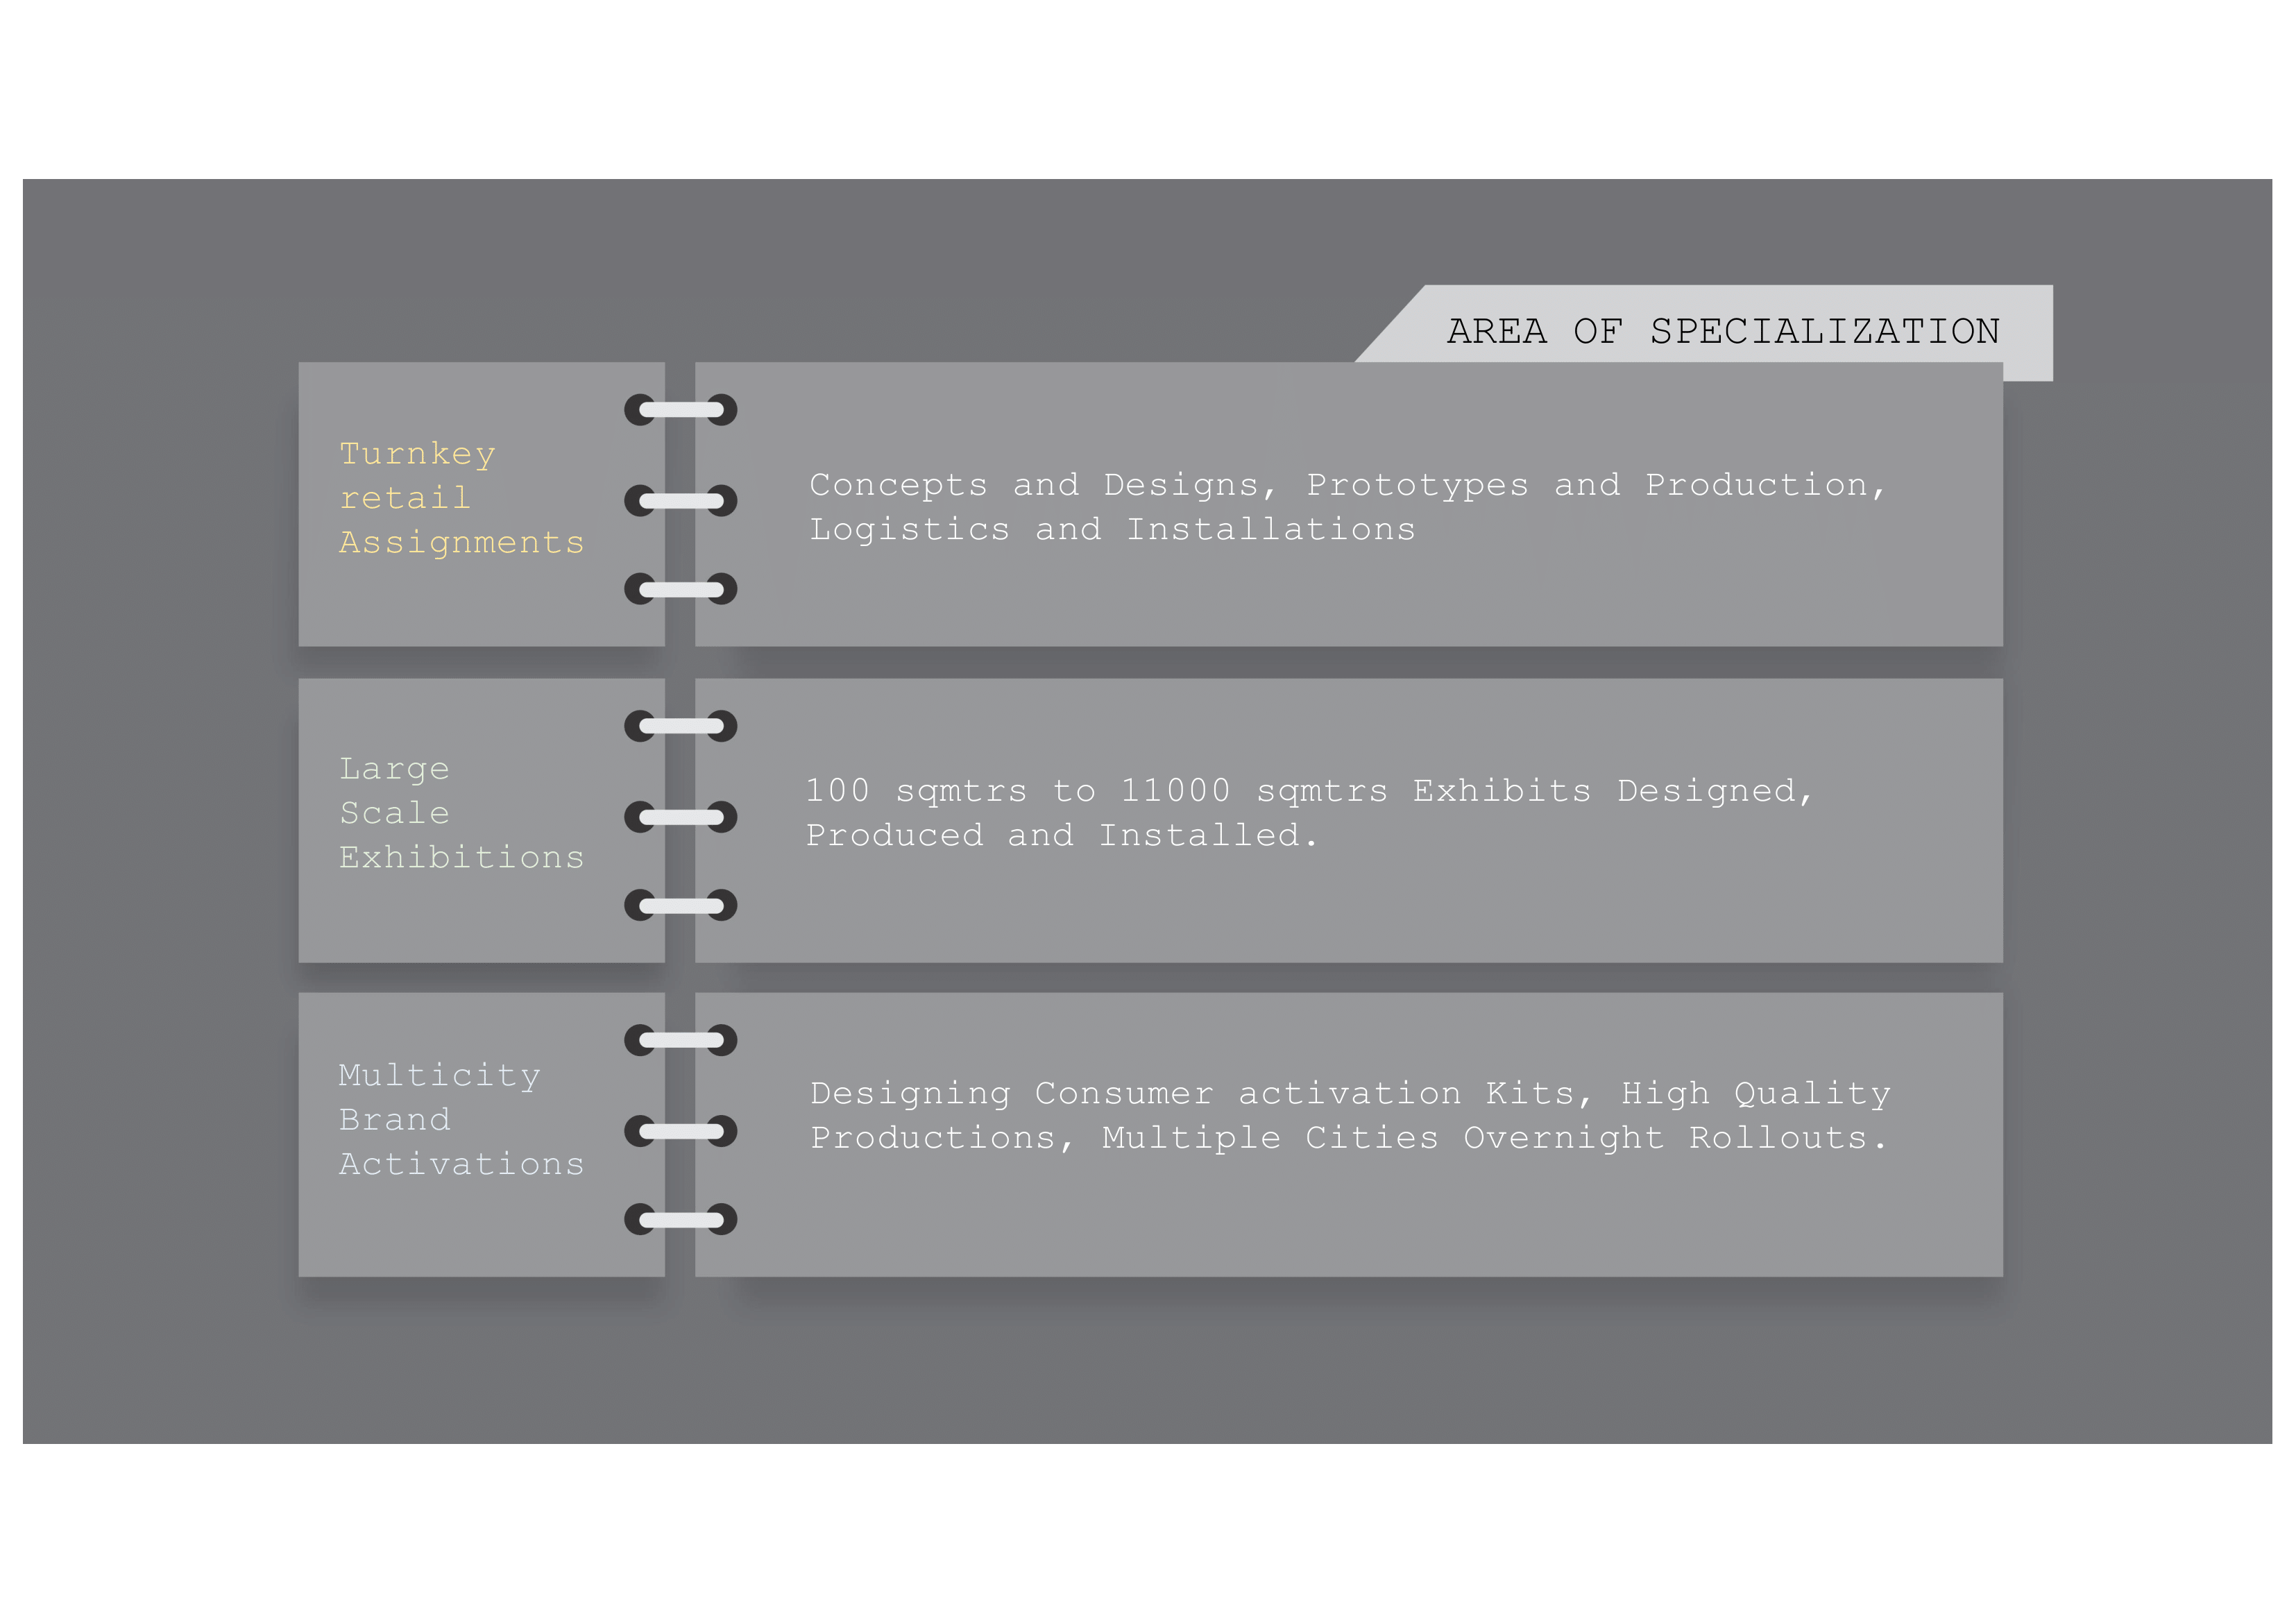 AREA OF SPECIALIZATION
Turnkey
retail
Assignments
Concepts and Designs, Prototypes and Production,
Logistics and Installations
Large
Scale
Exhibitions
100 sqmtrs to 11000 sqmtrs Exhibits Designed,
Produced and Installed.
Multicity
Brand
Activations
Designing Consumer activation Kits, High Quality
Productions, Multiple Cities Overnight Rollouts.